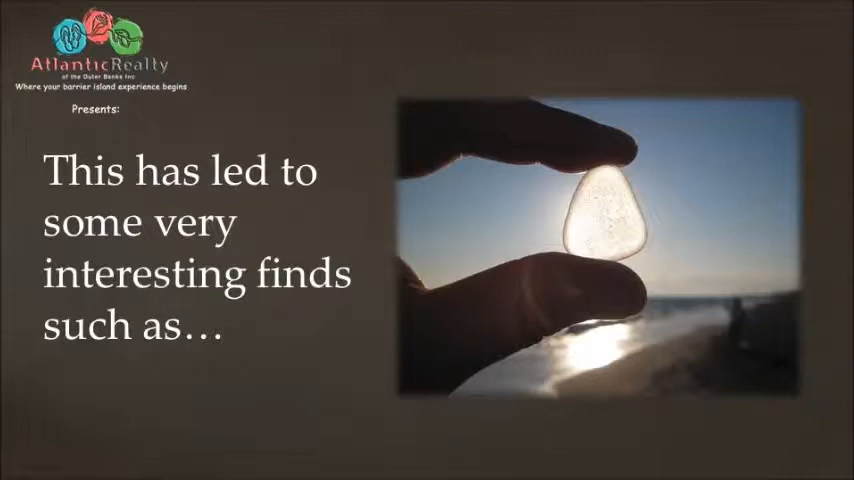 AtlanticRealty
of the Outer Banks Inc
Where your barrier island experience begins
Presents:
This has led to
some very
interesting finds
such as…